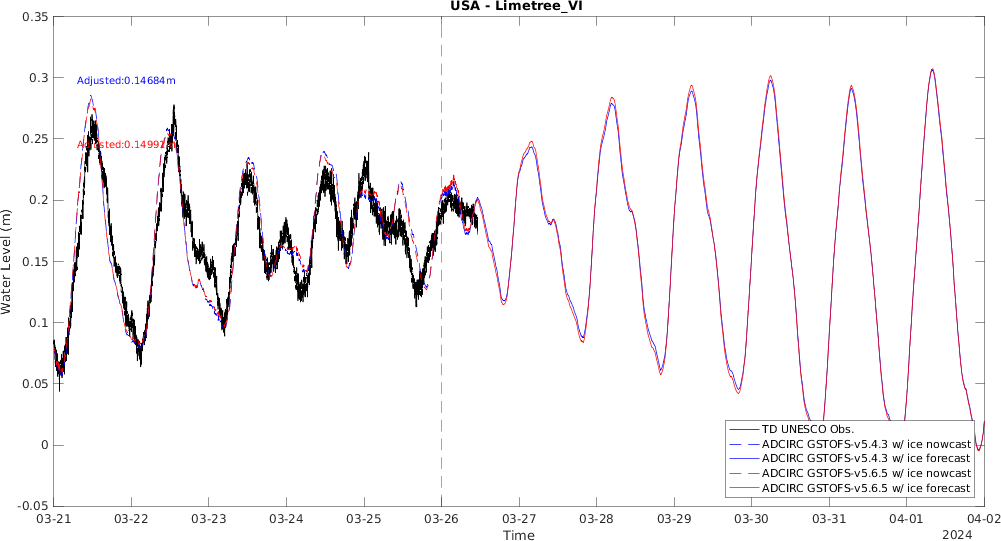 USA - Limetree_VI
0.35
0.3
0.25
0.2
0.15
0.1
0.05
0
-0.05
Water Level (m)
Adjusted:0.14684m
TD UNESCO Obs.
ADCIRC GSTOFS-v5.4.3 w/ ice nowcast
ADCIRC GSTOFS-v5.4.3 w/ ice forecast
ADCIRC GSTOFS-v5.6.5 w/ ice nowcast
ADCIRC GSTOFS-v5.6.5 w/ ice forecast
03-21 03-22 03-23 03-24 03-25 03-26 03-27 03-28 03-29 03-30 03-31 04-01 04-02
Time
2024